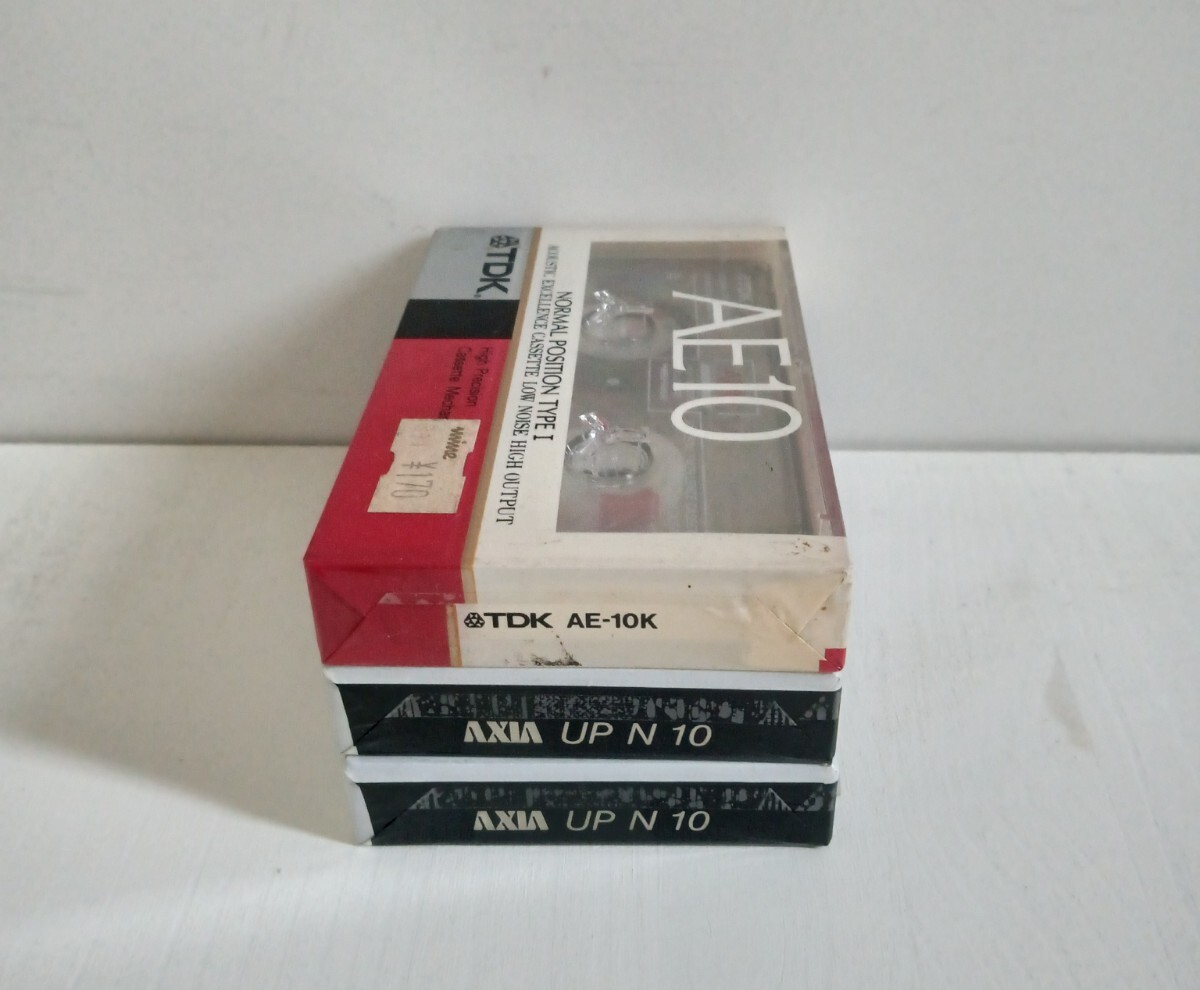 TDK
High Precision
Cassette
mine
¥170
NORMAL POSITION TYPE I
ACOUSTIC EXCELLENCE CASSETTE LOW NOISE HIGH OUTPUT
AE10
TDK AE-10K
AXIA UP N 10
AXIA UP N 10